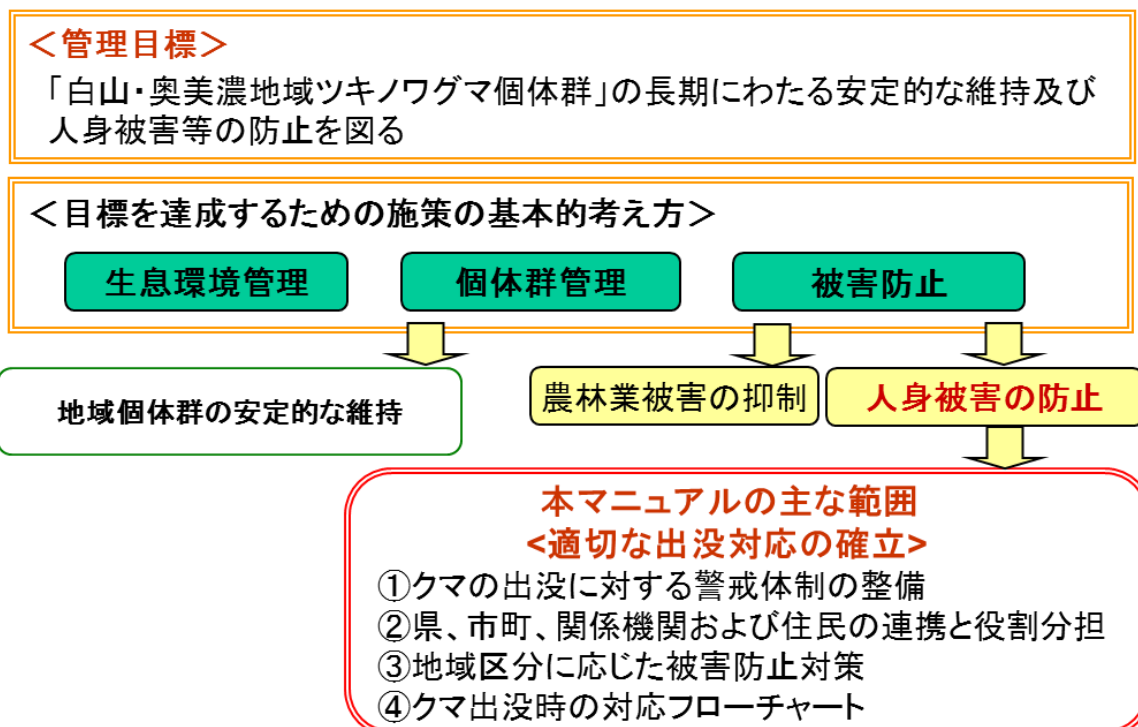 ＜管理目標＞
「白山・奥美濃地域ツキノワグマ個体群」の長期にわたる安定的な維持及び
人身被害等の防止を図る
＜目標を達成するための施策の基本的考え方＞
生息環境管理
個体群管理
被害防止
地域個体群の安定的な維持
農林業被害の抑制
人身被害の防止
本マニュアルの主な範囲
<適切な出没対応の確立>
①クマの出没に対する警戒体制の整備
②県、市町、関係機関および住民の連携と役割分担
③地域区分に応じた被害防止対策
④クマ出没時の対応フローチャート